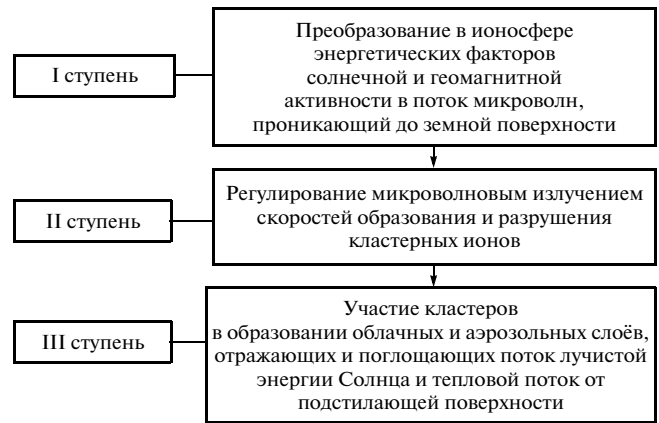 I ступень
Преобразование в ионосфере
энергетических факторов
солнечной и геомагнитной
активности в поток микроволн,
проникающий до земной поверхности
II ступень
Регулирование микроволновым излучением
скоростей образования и разрушения
кластерных ионов
III ступень
Участие кластеров
в образовании облачных и аэрозольных слоёв,
отражающих и поглощающих поток лучистой
энергии Солнца и тепловой поток от
подстилающей поверхности